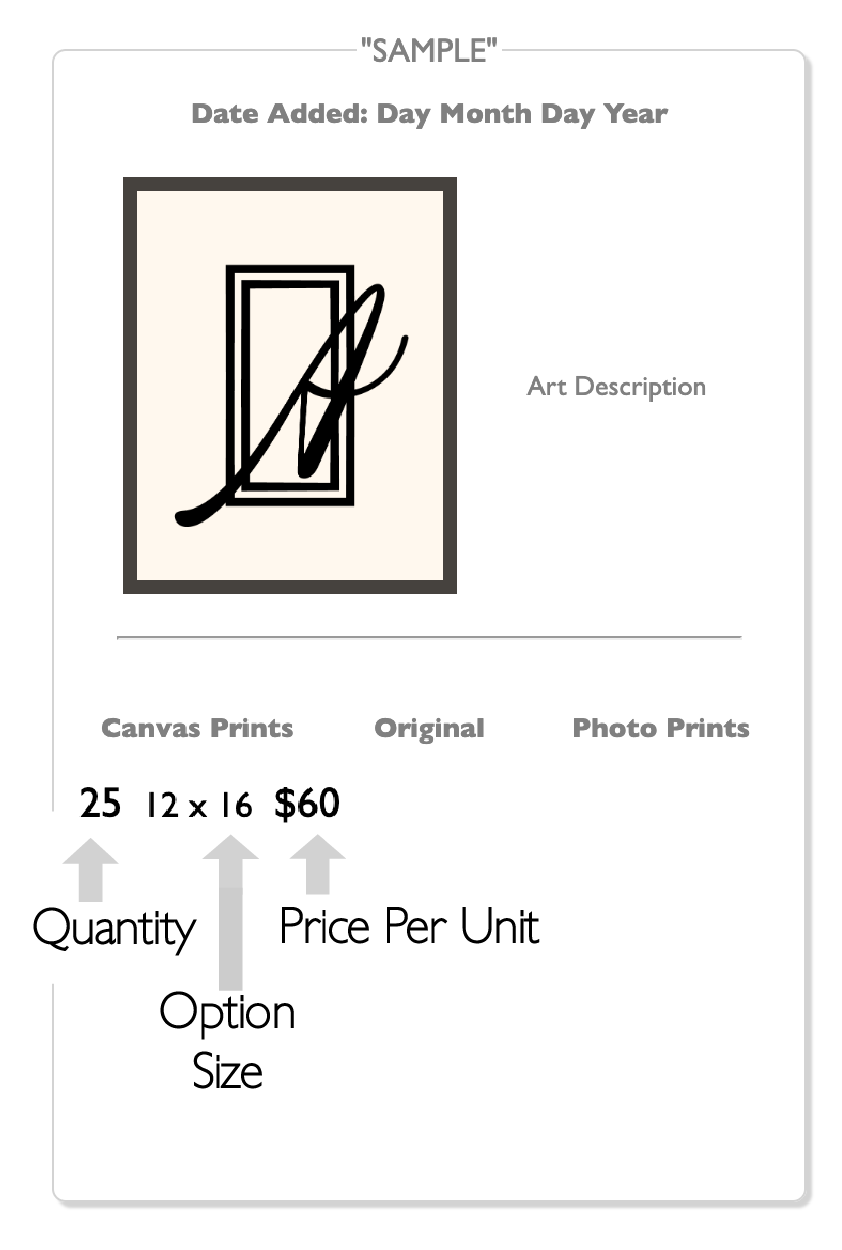 "SAMPLE"
Date Added: Day Month Day Year
Art Description
Canvas Prints Original Photo Prints
25 12 x 16 $60
Quantity Price Per Unit
Option
Size